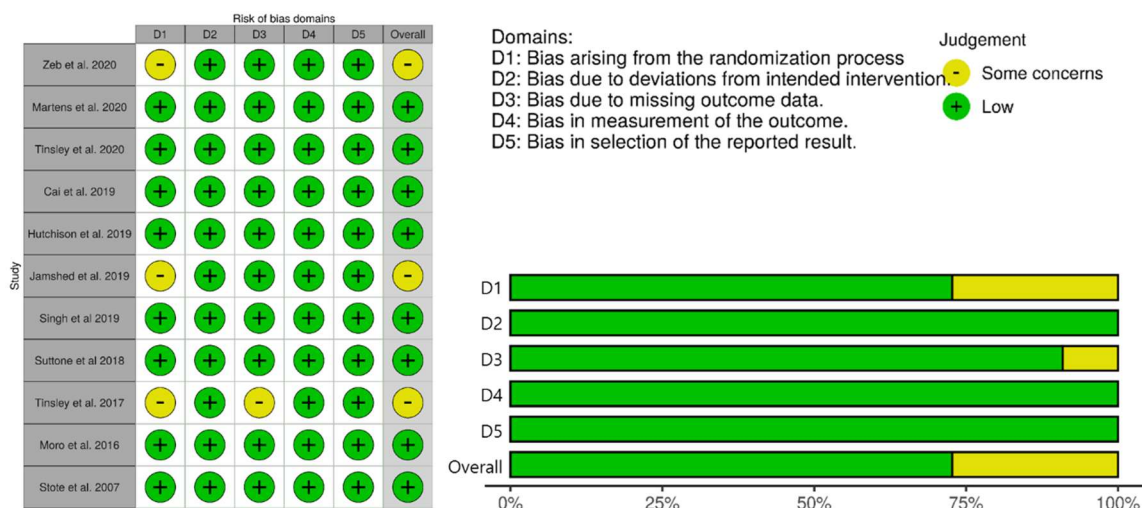 Risk of bias domains
D1 D2 D3 D4 D5 Overall
Zeb et al. 2020 - + + + + -
Martens et al. 2020 + + + + + +
Tinsley et al. 2020 + + + + + +
Cai et al. 2019 + + + + + +
Hutchison et al. 2019 + + + + + +
Jamshed et al. 2019 - + + + + -
Singh et al 2019 + + + + + +
Suttone et al 2018 + + + + + +
Tinsley et al. 2017 - + - + + -
Moro et al. 2016 + + + + + +
Stote et al. 2007 + + + + + +
Study
Domains:
D1: Bias arising from the randomization process
D2: Bias due to deviations from intended intervention.
D3: Bias due to missing outcome data.
D4: Bias in measurement of the outcome.
D5: Bias in selection of the reported result.
Judgement
- Some concerns
+ Low
D1
D2
D3
D4
D5
Overall
0% 25% 50% 75% 100%